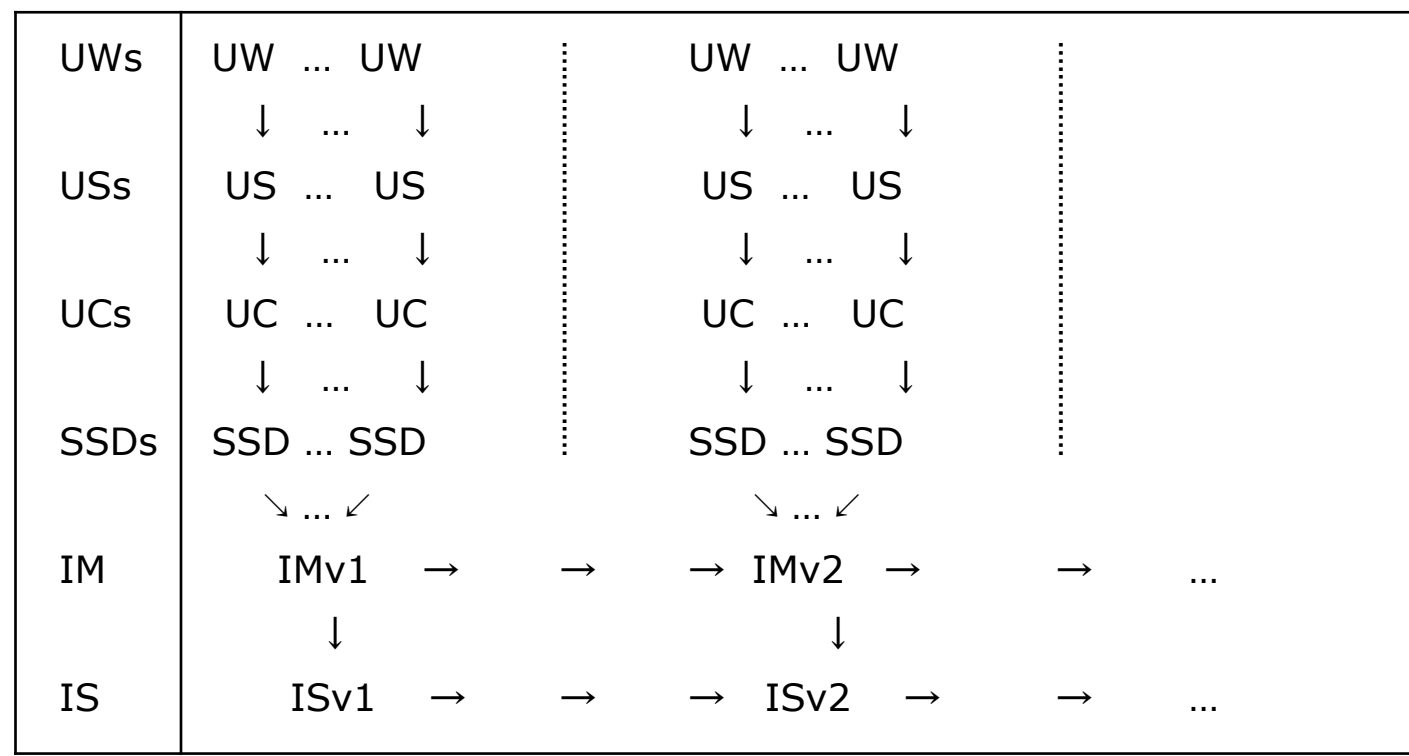 UWs UW … UW UW … UW
↓ … ↓ ↓ … ↓
USs US … US US … US
↓ … ↓ ↓ … ↓
UCs UC … UC UC … UC
↓ … ↓ ↓ … ↓
SSDs SSD … SSD SSD … SSD
↘ … ↙ ↘ … ↙
IM IMv1 → → → IMv2 → → …
↓ ↓
IS ISv1 → → → ISv2 → → …